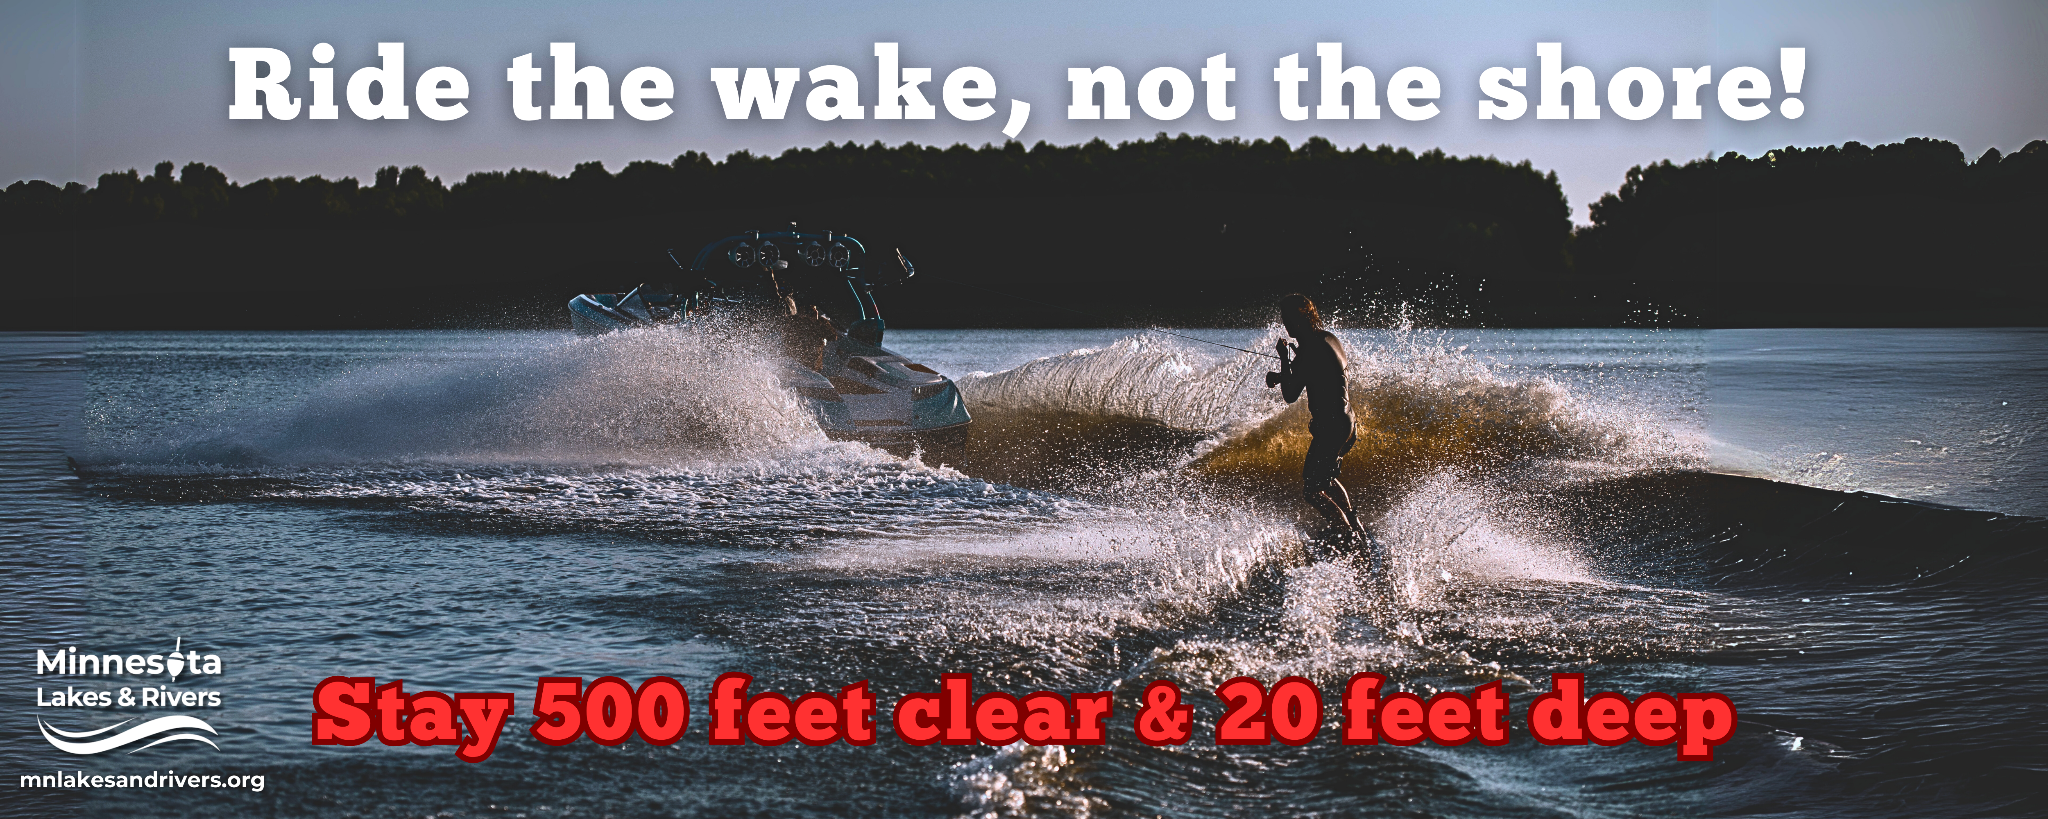 Ride the wake, not the shore!
Minnesota
Lakes & Rivers
Stay 500 feet clear & 20 feet deep
mnlakesandrivers.org